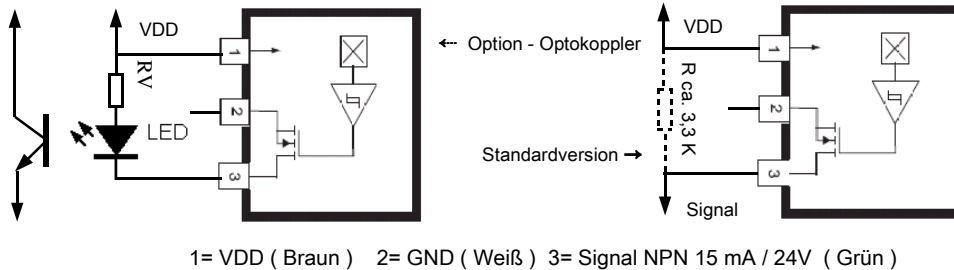 VDD
1
RV
2
LED
3
← Option - Optokoppler
VDD
1
R ca. 3,3 K
2
Standardversion →
3
Signal
1= VDD ( Braun ) 2= GND ( Weiß ) 3= Signal NPN 15 mA / 24V ( Grün )